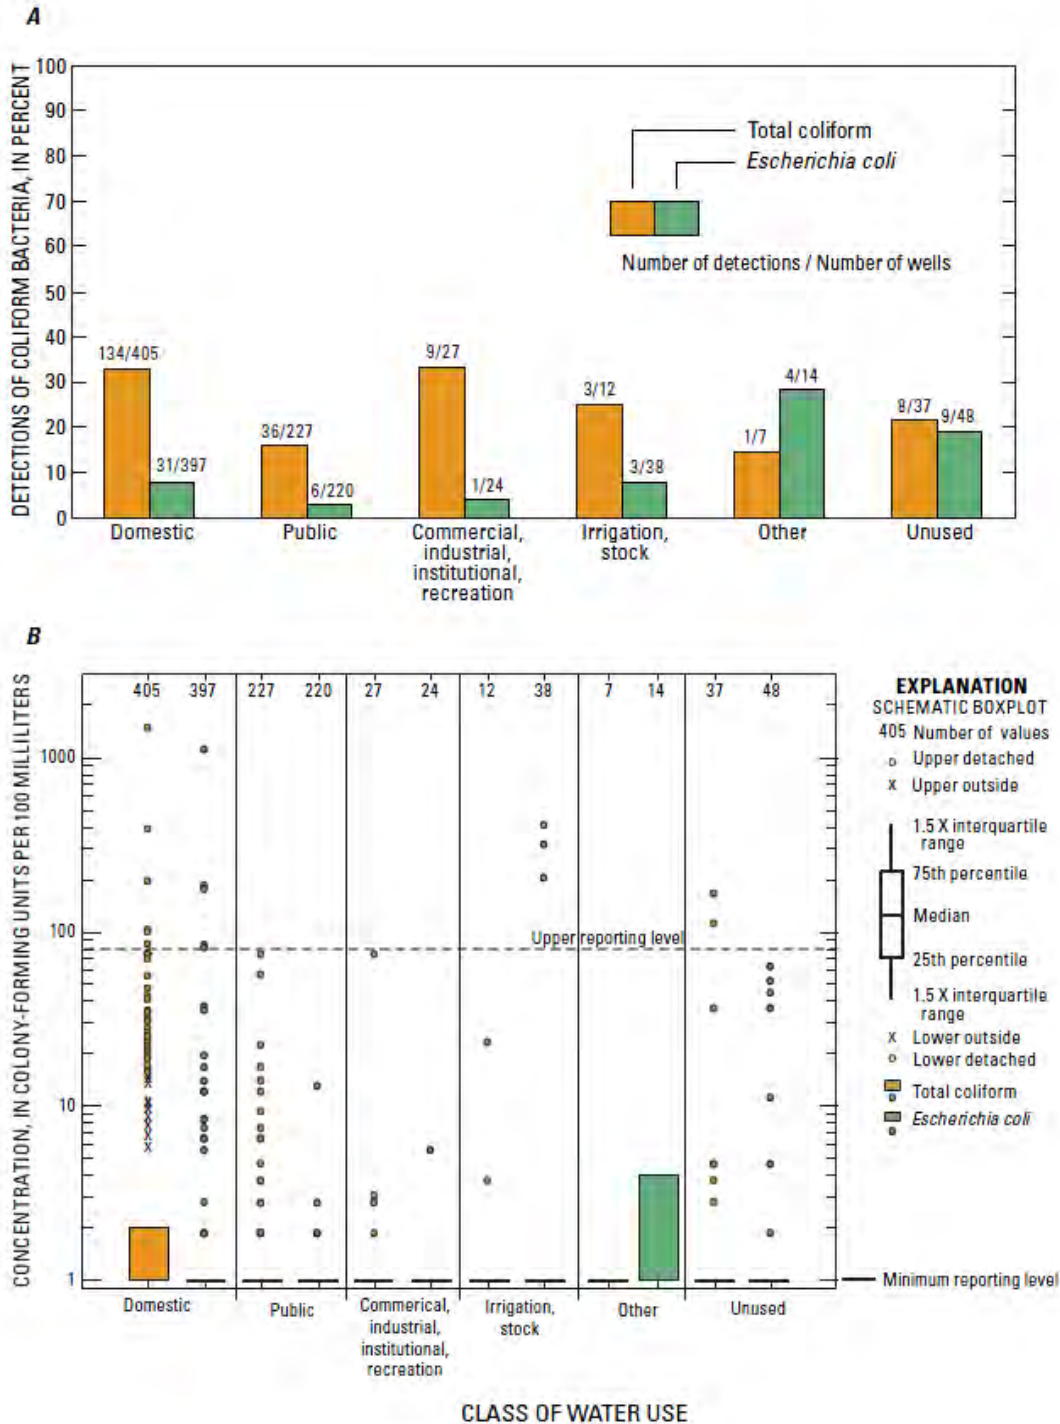 A
DETECTIONS OF COLIFORM BACTERIA, IN PERCENT
100
90
80
70
60
50
40
30
20
10
0
Total coliform
Escherichia coli
Number of detections / Number of wells
134/405
31/397
36/227
6/220
9/27
1/24
3/12
3/38
1/7
4/14
8/37
9/48
Domestic
Public
Commercial,
industrial,
institutional,
recreation
Irrigation,
stock
Other
Unused
B
CONCENTRATION, IN COLONY-FORMING UNITS PER 100 MILLILITERS
405 397 227 220 27 24 12 38 7 14 37 48
1000
100
10
1
Upper reporting level
EXPLANATION
SCHEMATIC BOXPLOT
405 Number of values
Upper detached
X Upper outside
1.5 X interquartile
range
75th percentile
Median
25th percentile
1.5 X interquartile
range
X Lower outside
Lower detached
Total coliform
Escherichia coli
Minimum reporting level
Domestic
Public
Commerical,
industrial,
institutional,
recreation
Irrigation,
stock
Other
Unused
CLASS OF WATER USE